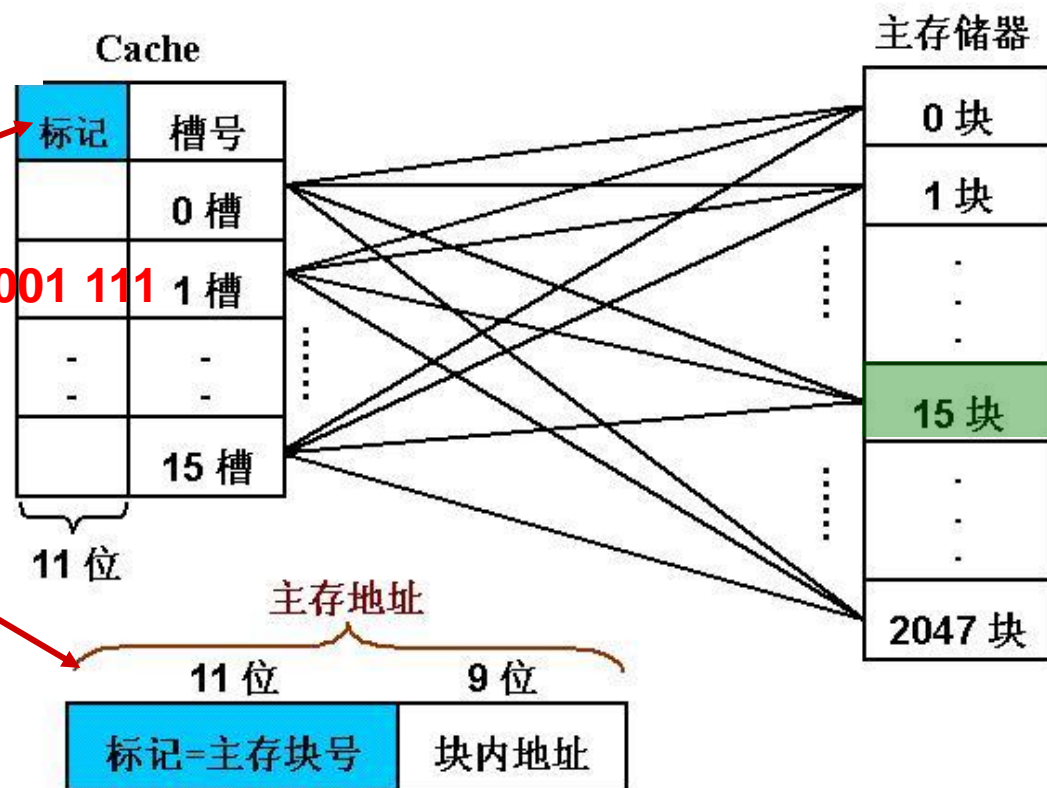 Cache
主存储器
标记 槽号
0 块
0 槽
1 块
001 111 1 槽
15 块
15 槽
11 位
主存地址
2047 块
11 位 9 位
标记=主存块号 块内地址